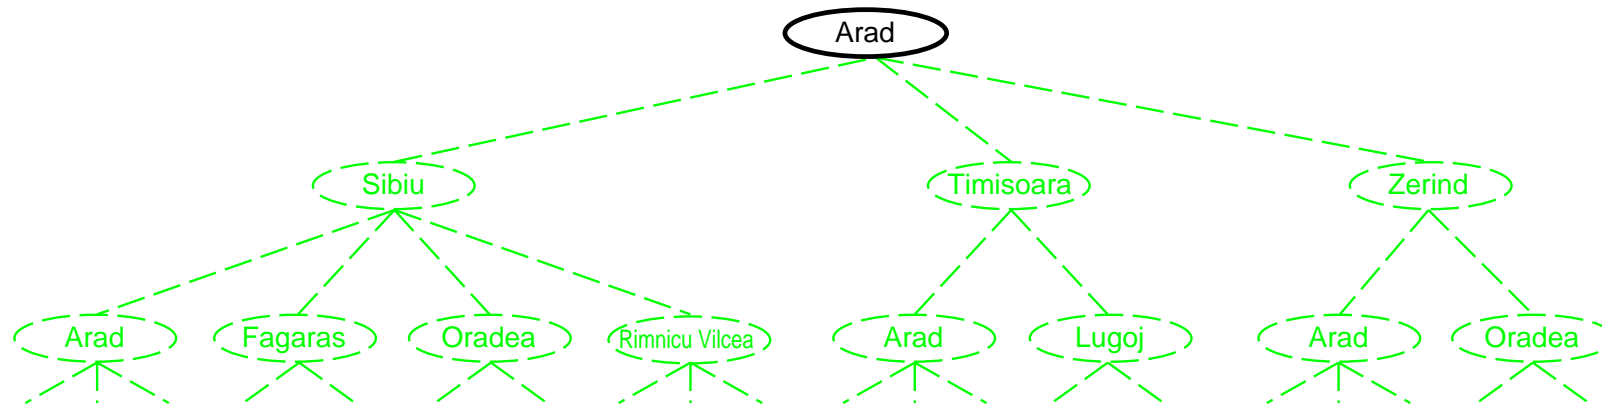 Arad
Sibiu
Timisoara
Zerind
Arad
Fagaras
Oradea
Rimnicu Vilcea
Arad
Lugoj
Arad
Oradea